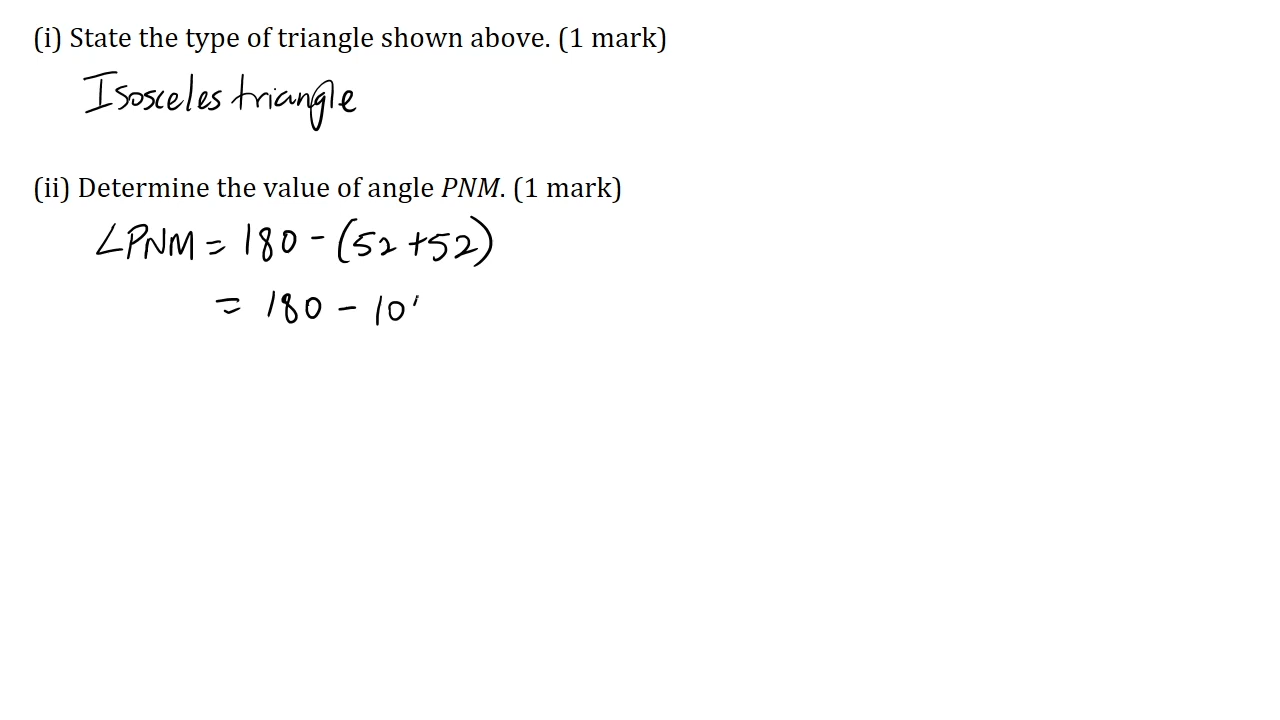 (i) State the type of triangle shown above. (1 mark)
Isosceles triangle
(ii) Determine the value of angle PNM. (1 mark)
∠PNM = 180 - (52 +52)
= 180 - 10'